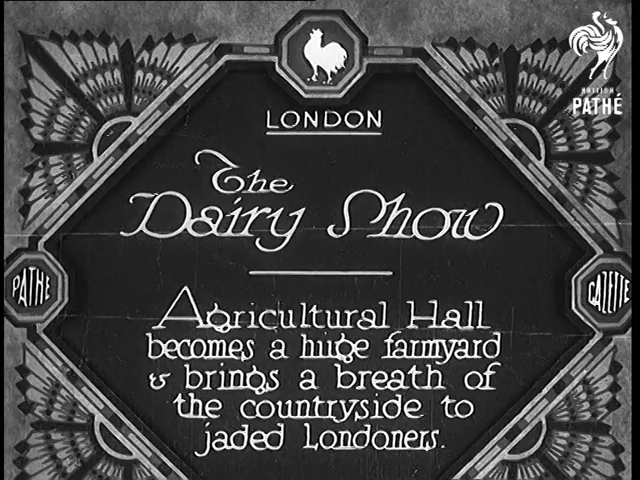 LONDON
BRITISH
PATHÉ
The
Dairy Show
PATHE
GAZETTE
Agricultural Hall
becomes a huge farmyard
& brings a breath of
the countryside to
jaded Londoners.